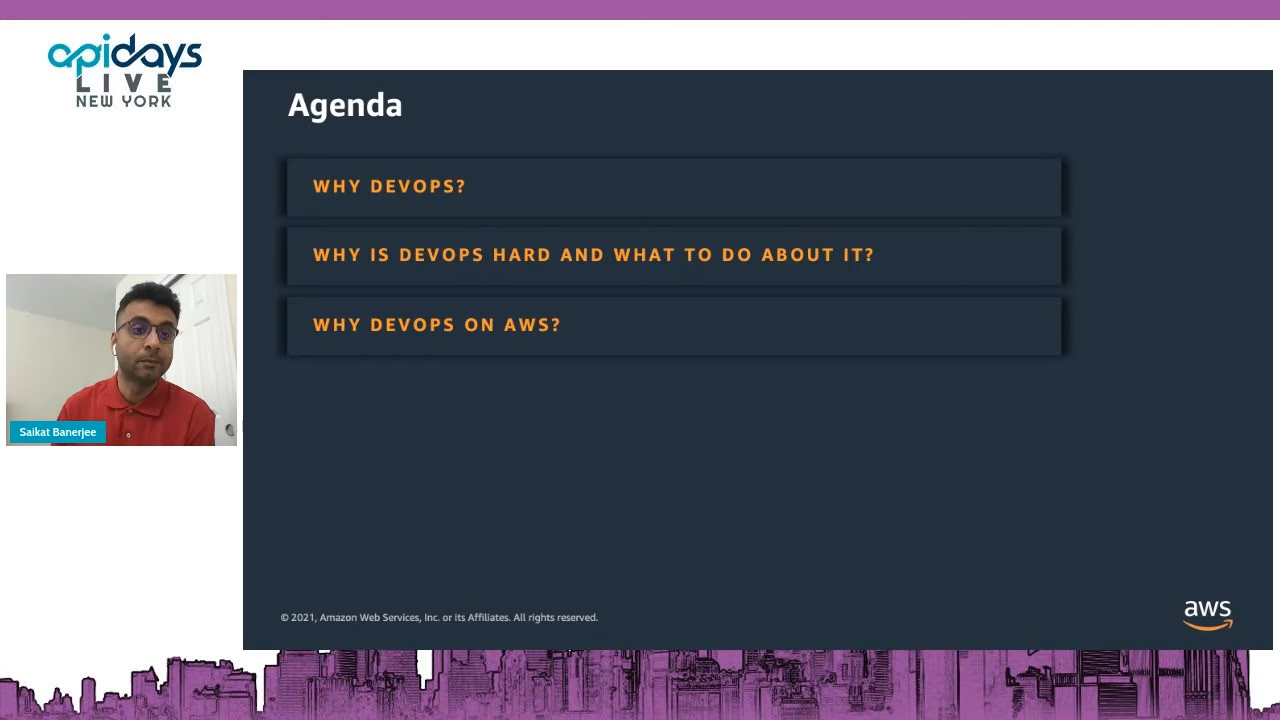 apidays
LIVE
NEW YORK
Agenda
WHY DEVOPS?
WHY IS DEVOPS HARD AND WHAT TO DO ABOUT IT?
WHY DEVOPS ON AWS?
Saikat Banerjee
© 2021, Amazon Web Services, Inc. or its Affiliates. All rights reserved.
aws